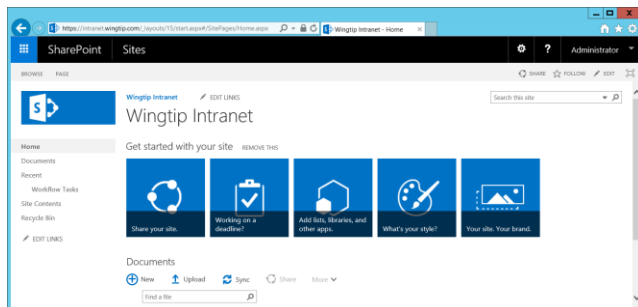 https://intranet.wingtip.com/_layouts/15/start.aspx#/SitePages/Home.aspx
Wingtip Intranet - Home
SharePoint Sites
Administrator
BROWSE PAGE
SHARE FOLLOW EDIT
Wingtip Intranet EDIT LINKS
Search this site
Wingtip Intranet
Home
Documents
Recent
Workflow Tasks
Site Contents
Recycle Bin
EDIT LINKS
Get started with your site REMOVE THIS
Share your site.
Working on a
deadline?
Add lists, libraries, and
other apps.
What's your style?
Your site. Your brand.
Documents
New Upload Sync Share More
Find a file